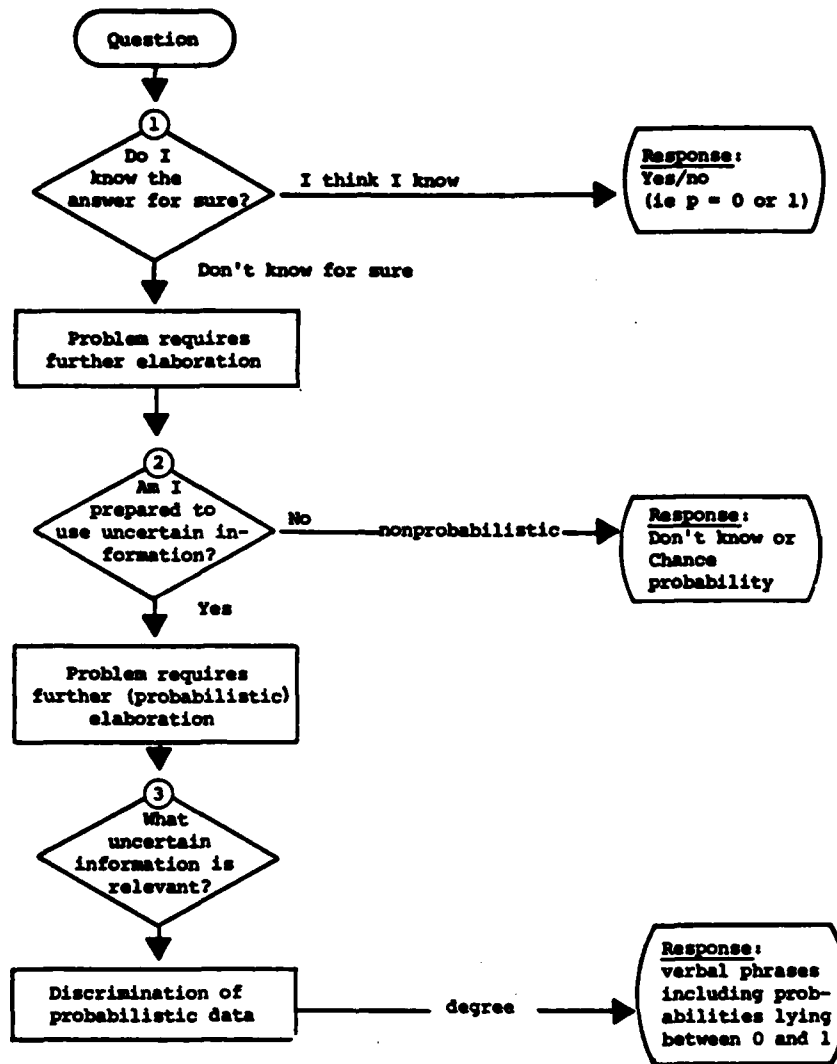 Question
1
Do I
know the
answer for sure?
I think I know
Response:
Yes/no
(ie p = 0 or 1)
Don't know for sure
Problem requires
further elaboration
2
Am I
prepared to
use uncertain in-
formation?
No
nonprobabilistic
Response:
Don't know or
Chance
probability
Yes
Problem requires
further (probabilistic)
elaboration
3
What
uncertain
information is
relevant?
Discrimination of
probabilistic data
degree
Response:
verbal phrases
including prob-
abilities lying
between 0 and 1